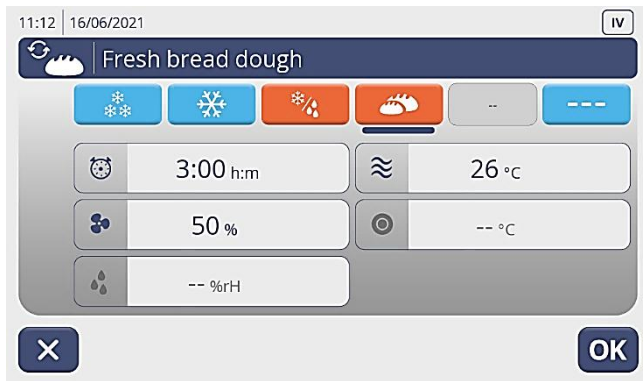 11:12 16/06/2021 IV
Fresh bread dough
-- ---
3:00 h:m 26 °C
50 % -- °C
-- %rH
OK